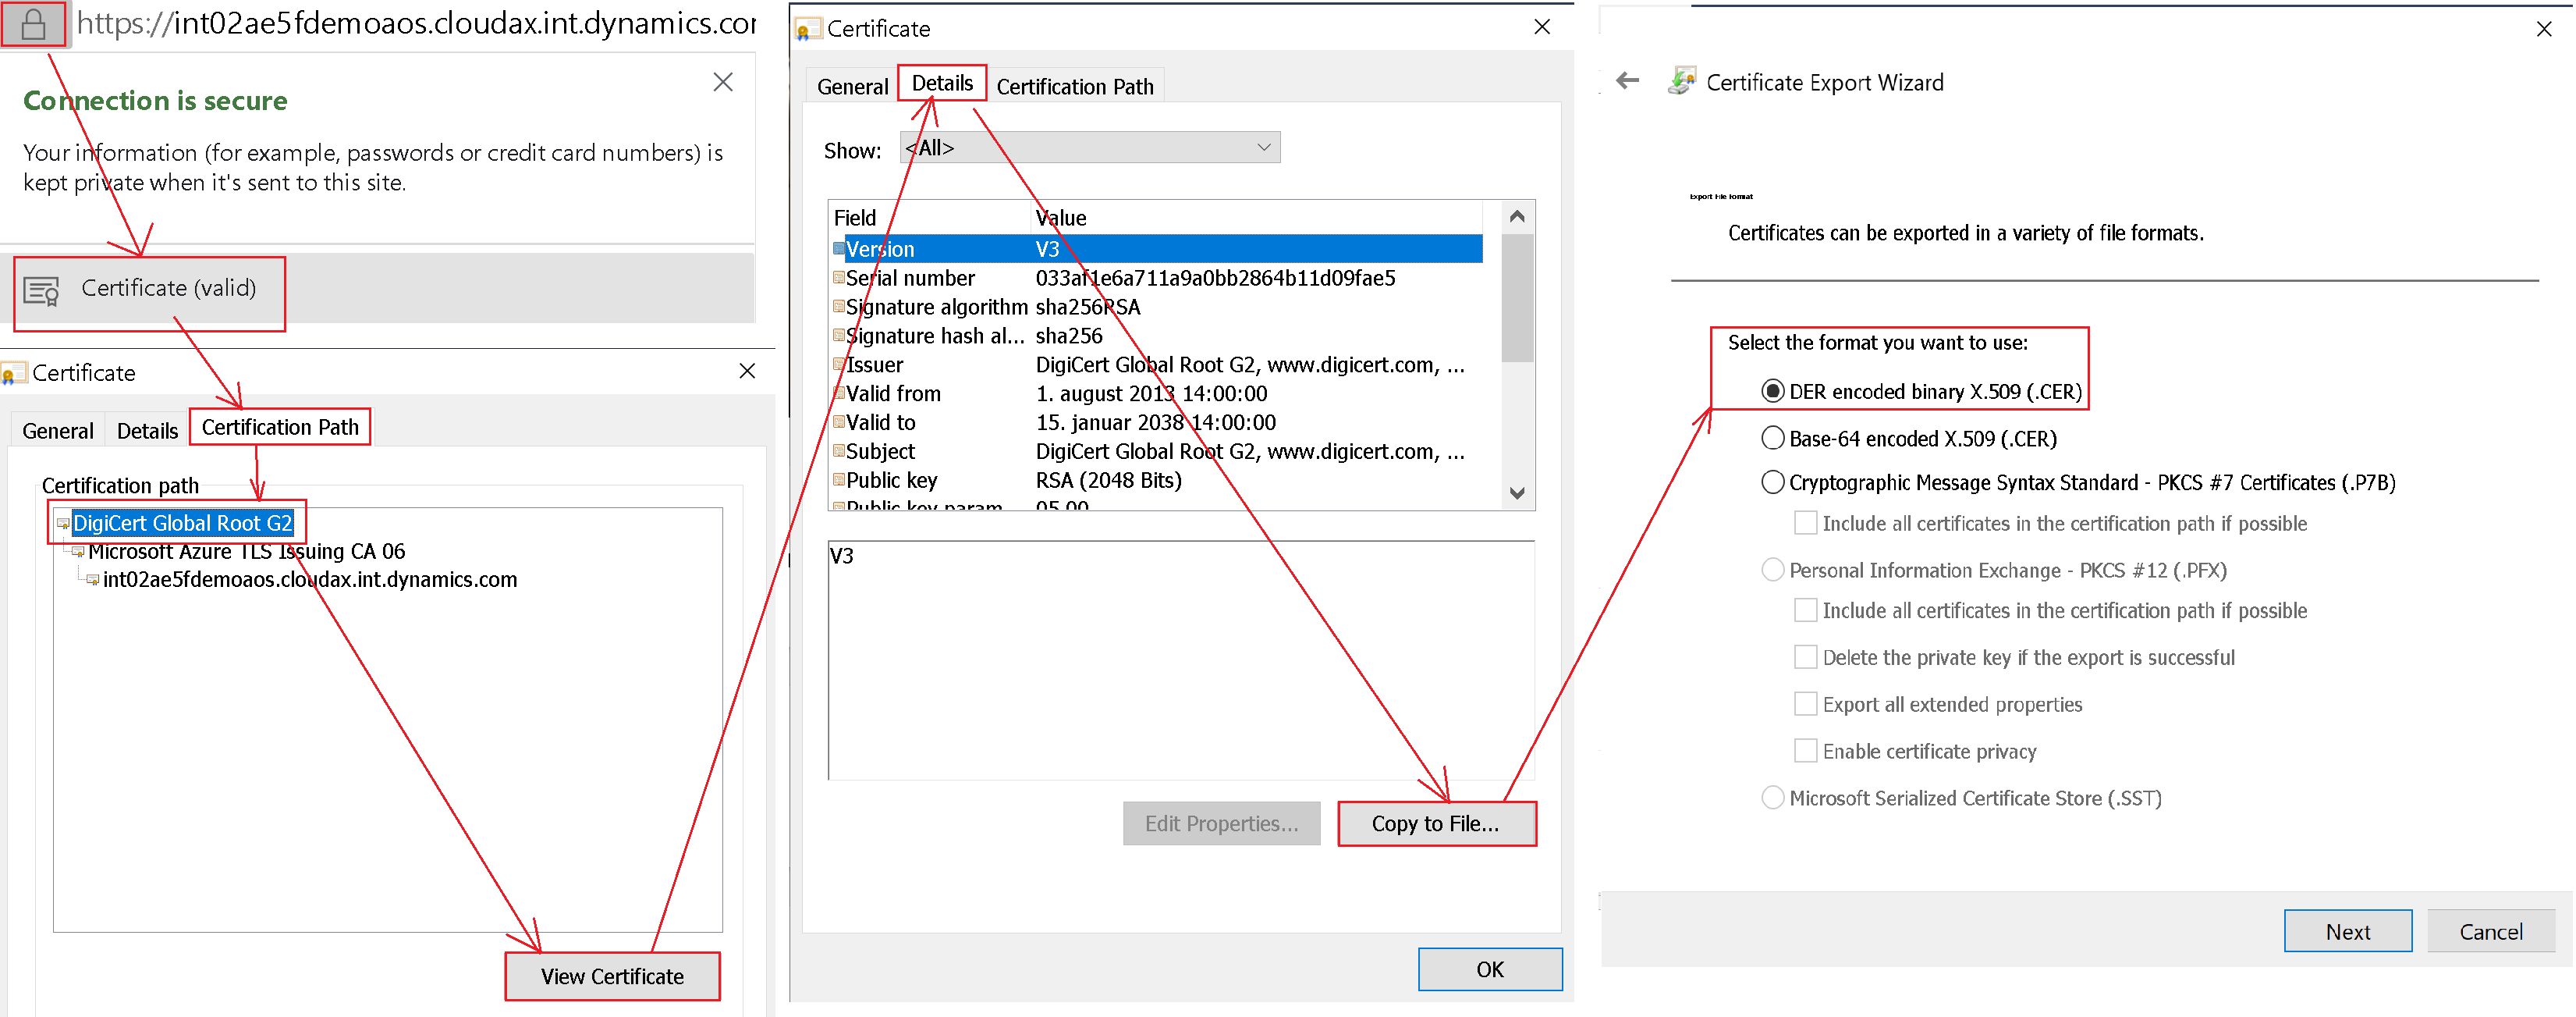 https://int02ae5fdemoaos.cloudax.int.dynamics.co
Connection is secure
Your information (for example, passwords or credit card numbers) is
kept private when it's sent to this site.
Certificate (valid)
Certificate
General Details Certification Path
Certification path
DigiCert Global Root G2
Microsoft Azure TLS Issuing CA 06
int02ae5fdemoaos.cloudax.int.dynamics.com
View Certificate
Certificate
General Details Certification Path
Show: <All>
Field Value
Version V3
Serial number 033af1e6a711a9a0bb2864b11d09fae5
Signature algorithm sha256RSA
Signature hash al... sha256
Issuer DigiCert Global Root G2, www.digicert.com, ...
Valid from 1. august 2013 14:00:00
Valid to 15. januar 2038 14:00:00
Subject DigiCert Global Root G2, www.digicert.com, ...
Public key RSA (2048 Bits)
Public key param 05 00
V3
Edit Properties...
Copy to File...
OK
Certificate Export Wizard
Export File Format
Certificates can be exported in a variety of file formats.
Select the format you want to use:
DER encoded binary X.509 (.CER)
Base-64 encoded X.509 (.CER)
Cryptographic Message Syntax Standard - PKCS #7 Certificates (.P7B)
Include all certificates in the certification path if possible
Personal Information Exchange - PKCS #12 (.PFX)
Include all certificates in the certification path if possible
Delete the private key if the export is successful
Export all extended properties
Enable certificate privacy
Microsoft Serialized Certificate Store (.SST)
Next
Cancel